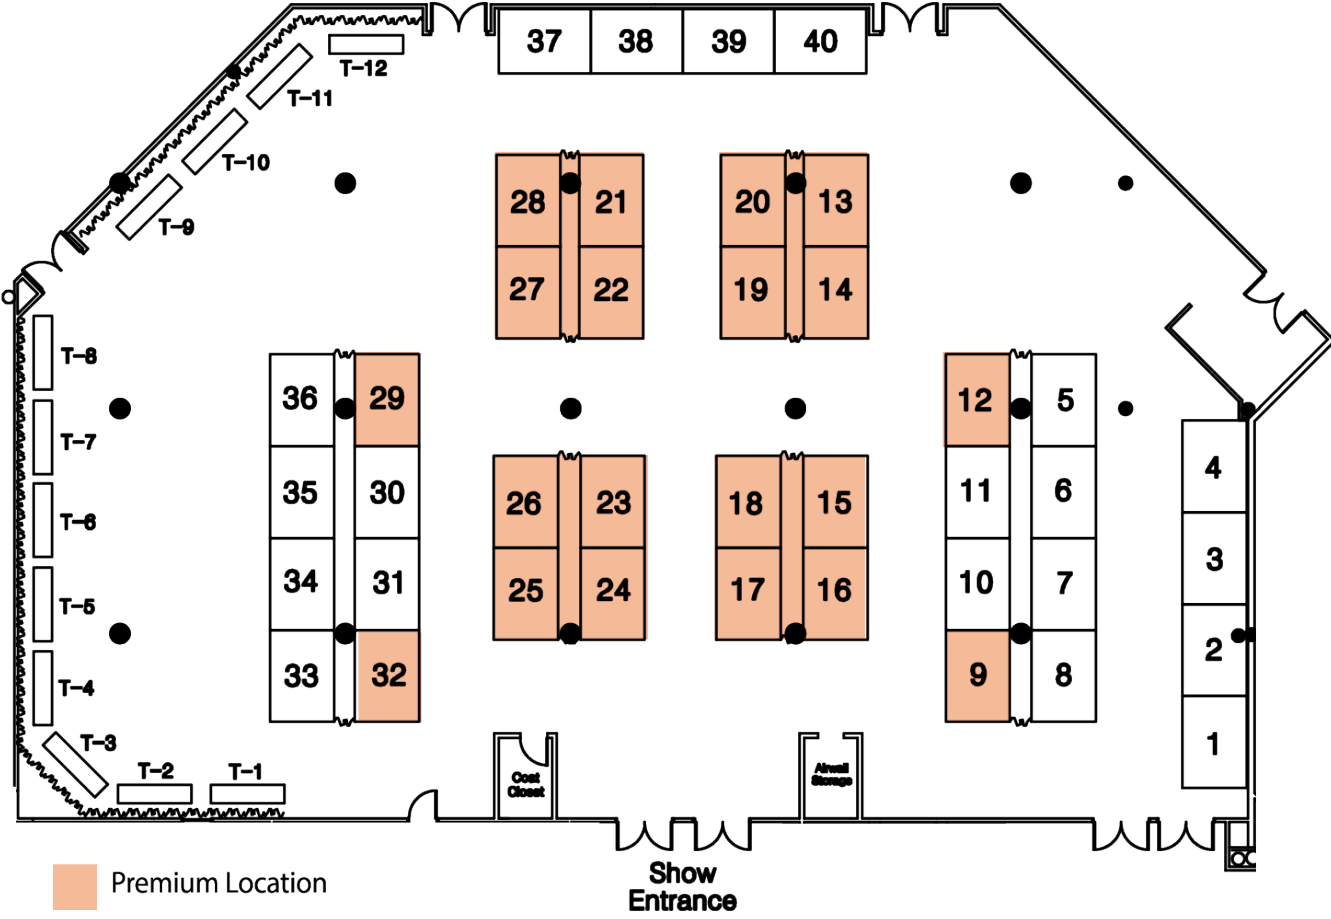 37 38 39 40
T-12
T-11
T-10
T-9
28 21 20 13
27 22 19 14
T-8
T-7
T-6
T-5
T-4
T-3
T-2 T-1
36 29 12 5
35 30 11 6
34 31 10 7
33 32 9 8
26 23 18 15
25 24 17 16
4
3
2
1
Coat
Closet
Airwall
Storage
Show
Entrance
Premium Location